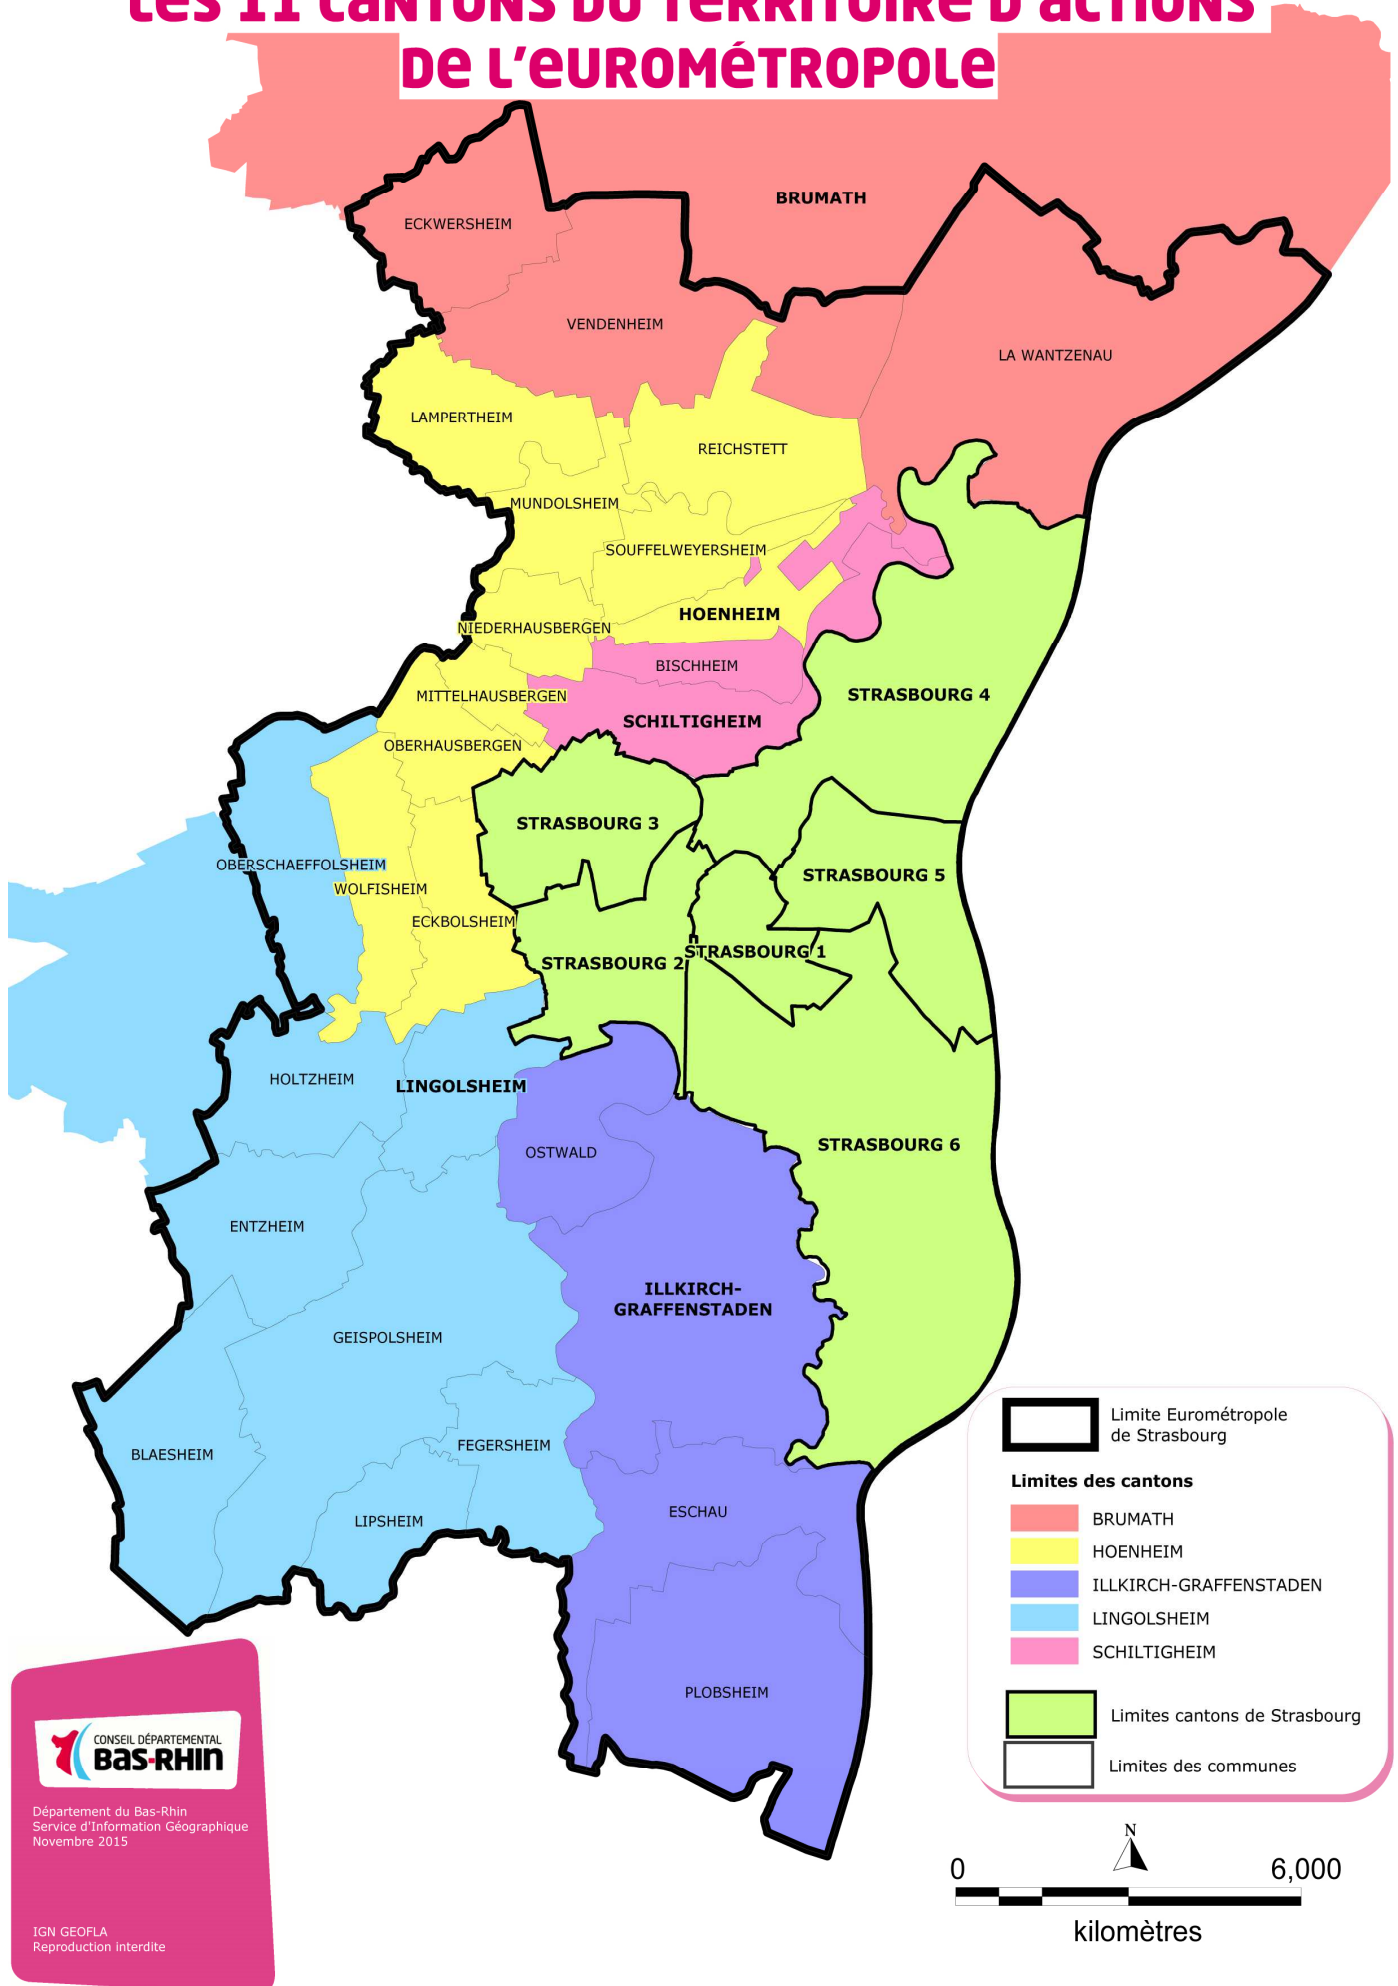 Les 11 cantons du territoire d'actions
de l'eurométropole
BRUMATH
ECKWERSHEIM
VENDENHEIM
LA WANTZENAU
LAMPERTHEIM
REICHSTETT
MUNDOLSHEIM
SOUFFELWEYERSHEIM
HOENHEIM
NIEDERHAUSBERGEN
BISCHHEIM
MITTELHAUSBERGEN
STRASBOURG 4
SCHILTIGHEIM
OBERHAUSBERGEN
STRASBOURG 3
OBERSCHAEFFOLSHEIM
STRASBOURG 5
WOLFISHEIM
ECKBOLSHEIM
STRASBOURG 1
STRASBOURG 2
HOLTZHEIM
LINGOLSHEIM
OSTWALD
STRASBOURG 6
ENTZHEIM
ILLKIRCH-
GRAFFENSTADEN
GEISPOLSHEIM
BLAESHEIM
FEGERSHEIM
ESCHAU
LIPSHEIM
PLOBSHEIM
Limite Eurométropole
de Strasbourg
Limites des cantons
BRUMATH
HOENHEIM
ILLKIRCH-GRAFFENSTADEN
LINGOLSHEIM
SCHILTIGHEIM
Limites cantons de Strasbourg
Limites des communes
CONSEIL DÉPARTEMENTAL
BAS-RHIN
Département du Bas-Rhin
Service d'Information Géographique
Novembre 2015
IGN GEOFLA
Reproduction interdite
N
0 6,000
kilomètres